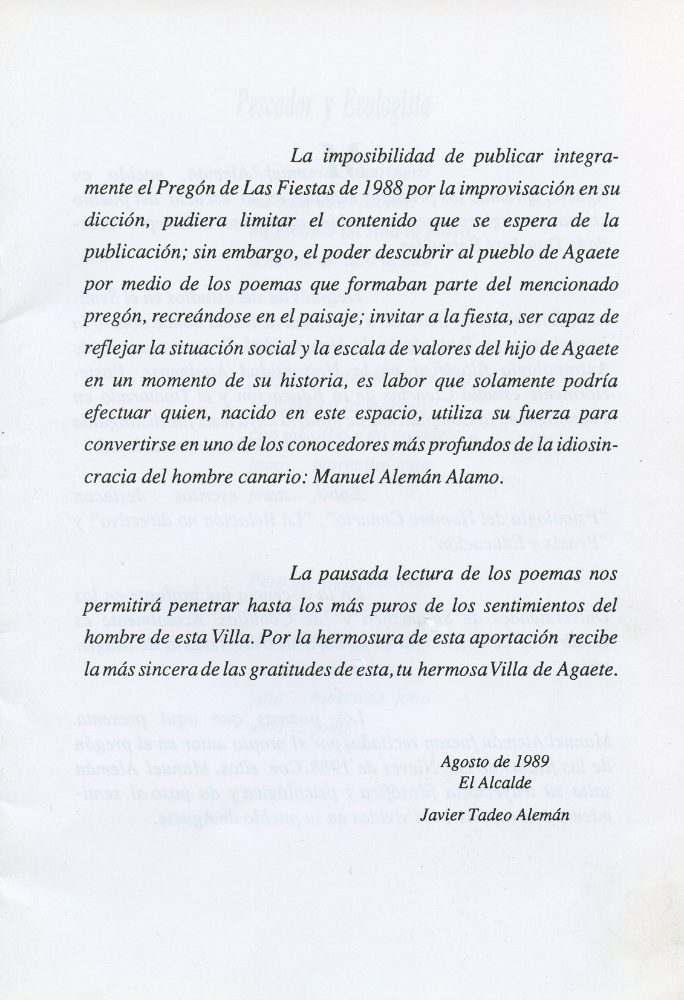 Pescador y Ecologista
La imposibilidad de publicar integra-
mente el Pregón de Las Fiestas de 1988 por la improvisación en su
dicción, pudiera limitar el contenido que se espera de la
publicación; sin embargo, el poder descubrir al pueblo de Agaete
por medio de los poemas que formaban parte del mencionado
pregón, recreándose en el paisaje; invitar a la fiesta, ser capaz de
reflejar la situación social y la escala de valores del hijo de Agaete
en un momento de su historia, es labor que solamente podría
efectuar quien, nacido en este espacio, utiliza su fuerza para
convertirse en uno de los conocedores más profundos de la idiosin-
cracia del hombre canario: Manuel Alemán Alamo.
La pausada lectura de los poemas nos
permitirá penetrar hasta los más puros de los sentimientos del
hombre de esta Villa. Por la hermosura de esta aportación recibe
la más sincera de las gratitudes de esta, tu hermosa Villa de Agaete.
Agosto de 1989
El Alcalde
Javier Tadeo Alemán